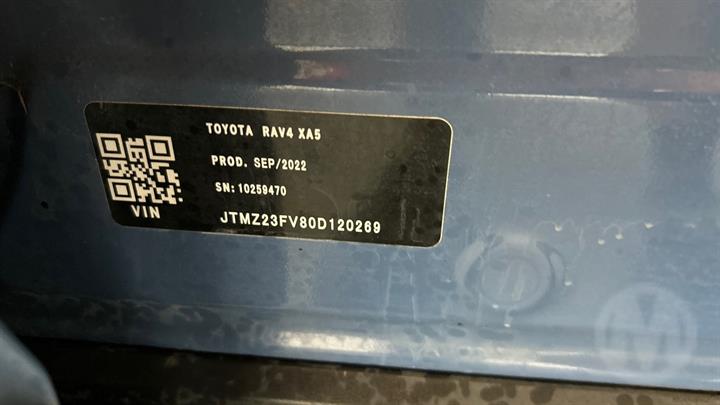 TOYOTA RAV4 XA5
PROD. SEP/2022
SN: 10259470
VIN
JTMZ23FV80D120269
M